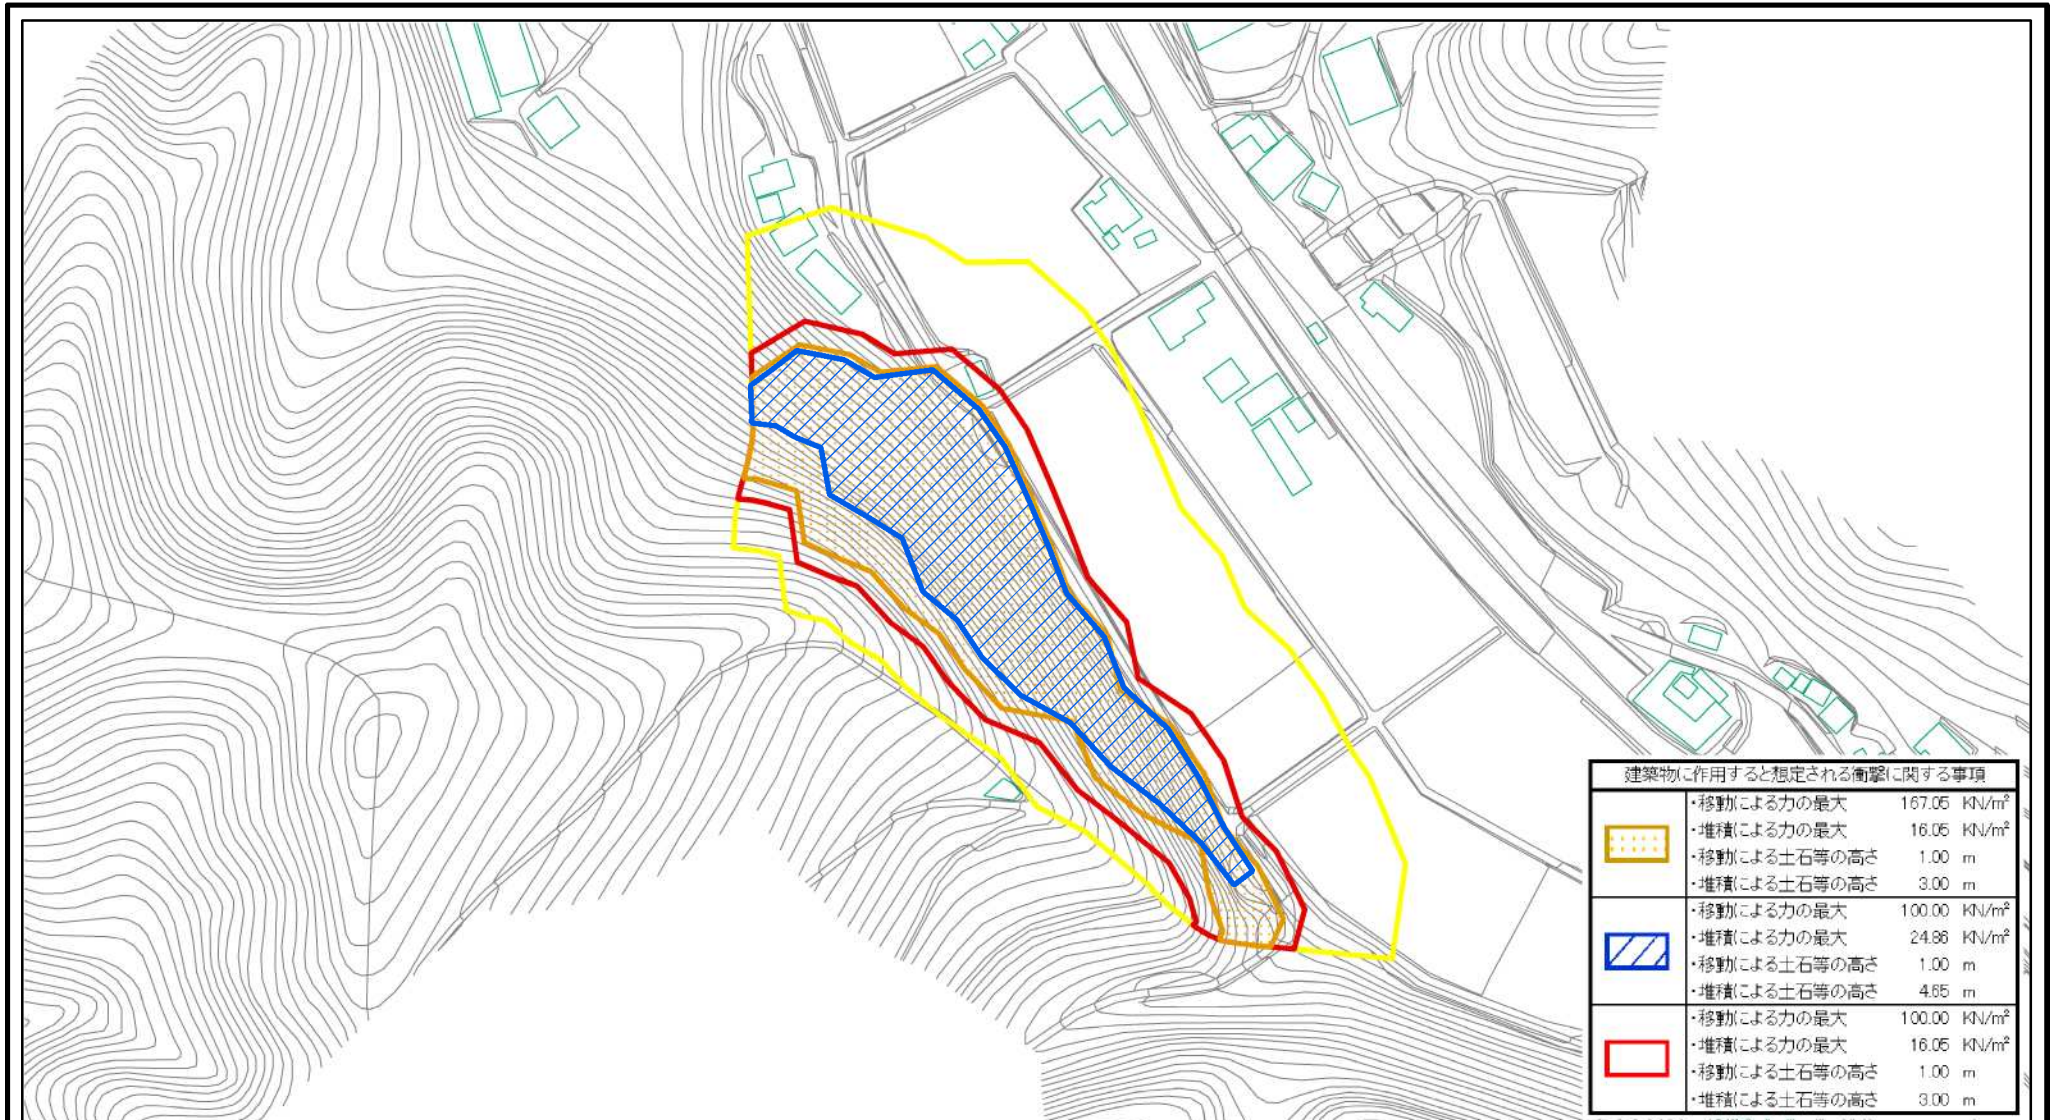 建築物に作用すると想定される衝撃に関する事項
・移動による力の最大 167.05 KN/m²
・堆積による力の最大 16.05 KN/m²
・移動による土石等の高さ 1.00 m
・堆積による土石等の高さ 3.00 m
・移動による力の最大 100.00 KN/m²
・堆積による力の最大 24.86 KN/m²
・移動による土石等の高さ 1.00 m
・堆積による土石等の高さ 4.65 m
・移動による力の最大 100.00 KN/m²
・堆積による力の最大 16.05 KN/m²
・移動による土石等の高さ 1.00 m
・堆積による土石等の高さ 3.00 m